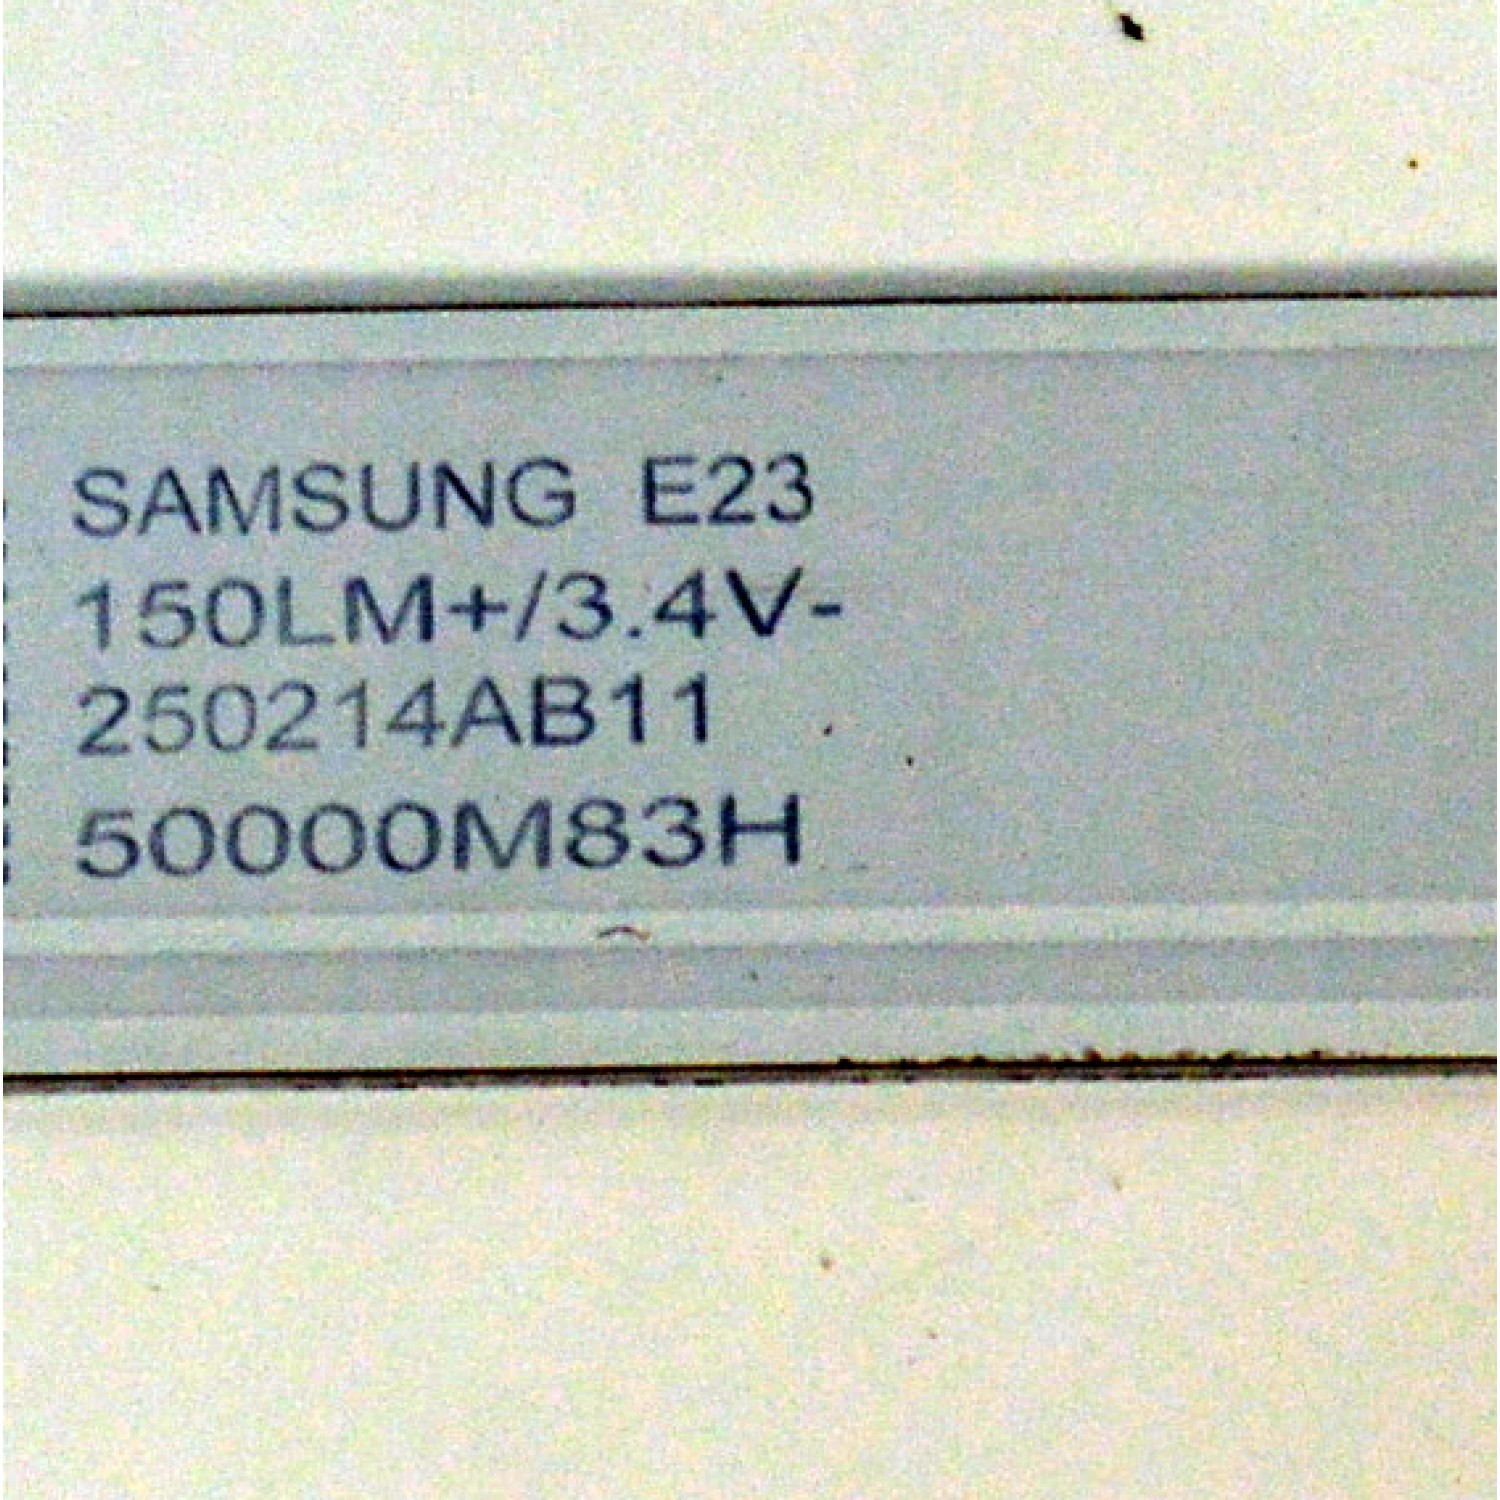 SAMSUNG E23
150LM+/3.4V-
250214AB11
50000M83H